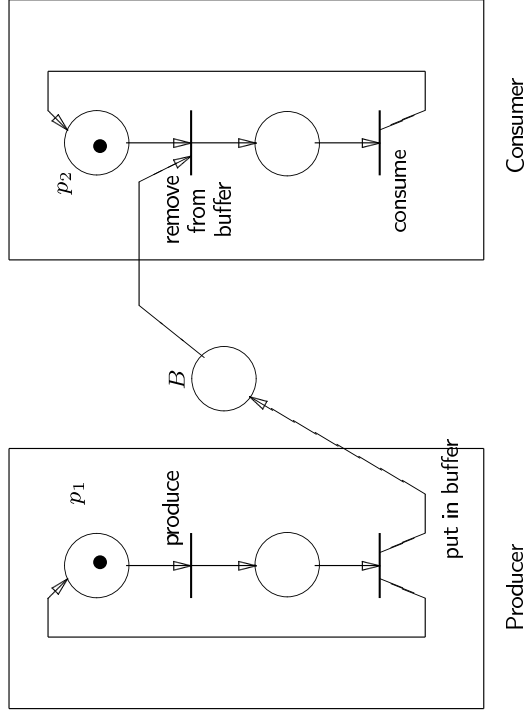 p1
produce
put in buffer
Producer
B
p2
remove
from
buffer
consume
Consumer